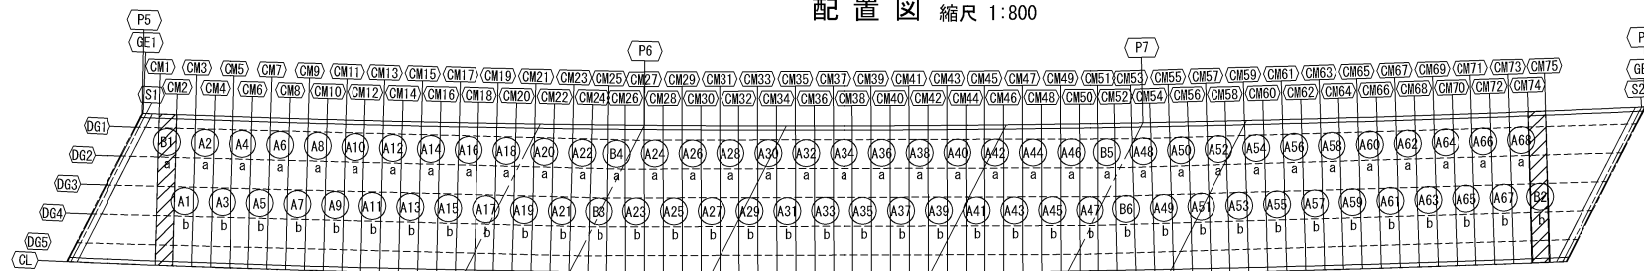 配置図 縮尺 1:800
P5 P6 P7 P
GE1 GE
CM1 CM3 CM5 CM7 CM9 CM11 CM13 CM15 CM17 CM19 CM21 CM23 CM25 CM27 CM29 CM31 CM33 CM35 CM37 CM39 CM41 CM43 CM45 CM47 CM49 CM51 CM53 CM55 CM57 CM59 CM61 CM63 CM65 CM67 CM69 CM71 CM73 CM75
S1 CM2 CM4 CM6 CM8 CM10 CM12 CM14 CM16 CM18 CM20 CM22 CM24 CM26 CM28 CM30 CM32 CM34 CM36 CM38 CM40 CM42 CM44 CM46 CM48 CM50 CM52 CM54 CM56 CM58 CM60 CM62 CM64 CM66 CM68 CM70 CM72 CM74 S2
DG1
B1 A2 A4 A6 A8 A10 A12 A14 A16 A18 A20 A22 B4 A24 A26 A28 A30 A32 A34 A36 A38 A40 A42 A44 A46 B5 A48 A50 A52 A54 A56 A58 A60 A62 A64 A66 A68
DG2
a a a a a a a a a a a a a a a a a a a a a a a a a a a a a a a a a a a a a
DG3
A1 A3 A5 A7 A9 A11 A13 A15 A17 A19 A21 B3 A23 A25 A27 A29 A31 A33 A35 A37 A39 A41 A43 A45 A47 B6 A49 A51 A53 A55 A57 A59 A61 A63 A65 A67 B2
DG4
b b b b b b b b b b b b b b b b b b b b b b b b b b b b b b b b b b b b b
DG5
CL